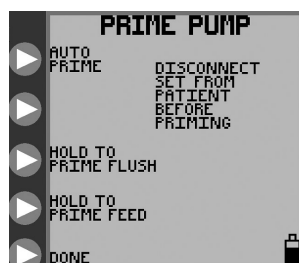 PRIME PUMP
AUTO
PRIME
DISCONNECT
SET FROM
PATIENT
BEFORE
PRIMING
HOLD TO
PRIME FLUSH
HOLD TO
PRIME FEED
DONE